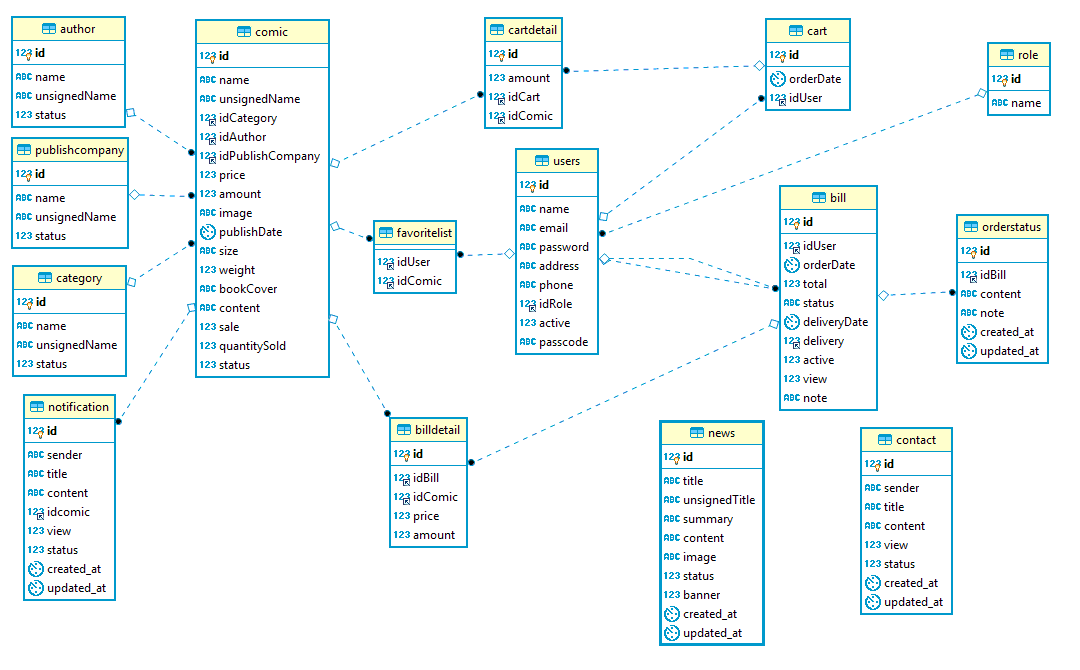 author
123 id
ABC name
ABC unsignedName
123 status
publishcompany
123 id
ABC name
ABC unsignedName
123 status
category
123 id
ABC name
ABC unsignedName
123 status
notification
123 id
ABC sender
ABC title
ABC content
123 idcomic
123 view
123 status
created_at
updated_at
comic
123 id
ABC name
ABC unsignedName
123 idCategory
123 idAuthor
123 idPublishCompany
123 price
123 amount
ABC image
publishDate
ABC size
123 weight
ABC bookCover
ABC content
123 sale
123 quantitySold
123 status
cartdetail
123 id
123 amount
123 idCart
123 idComic
favoritelist
123 idUser
123 idComic
billdetail
123 id
123 idBill
123 idComic
123 price
123 amount
users
123 id
ABC name
ABC email
ABC password
ABC address
ABC phone
123 idRole
123 active
ABC passcode
cart
123 id
orderDate
123 idUser
role
123 id
ABC name
bill
123 id
123 idUser
orderDate
123 total
ABC status
deliveryDate
123 delivery
123 active
123 view
ABC note
orderstatus
123 id
123 idBill
ABC content
ABC note
created_at
updated_at
news
123 id
ABC title
ABC unsignedTitle
ABC summary
ABC content
ABC image
123 status
123 banner
created_at
updated_at
contact
123 id
ABC sender
ABC title
ABC content
123 view
123 status
created_at
updated_at